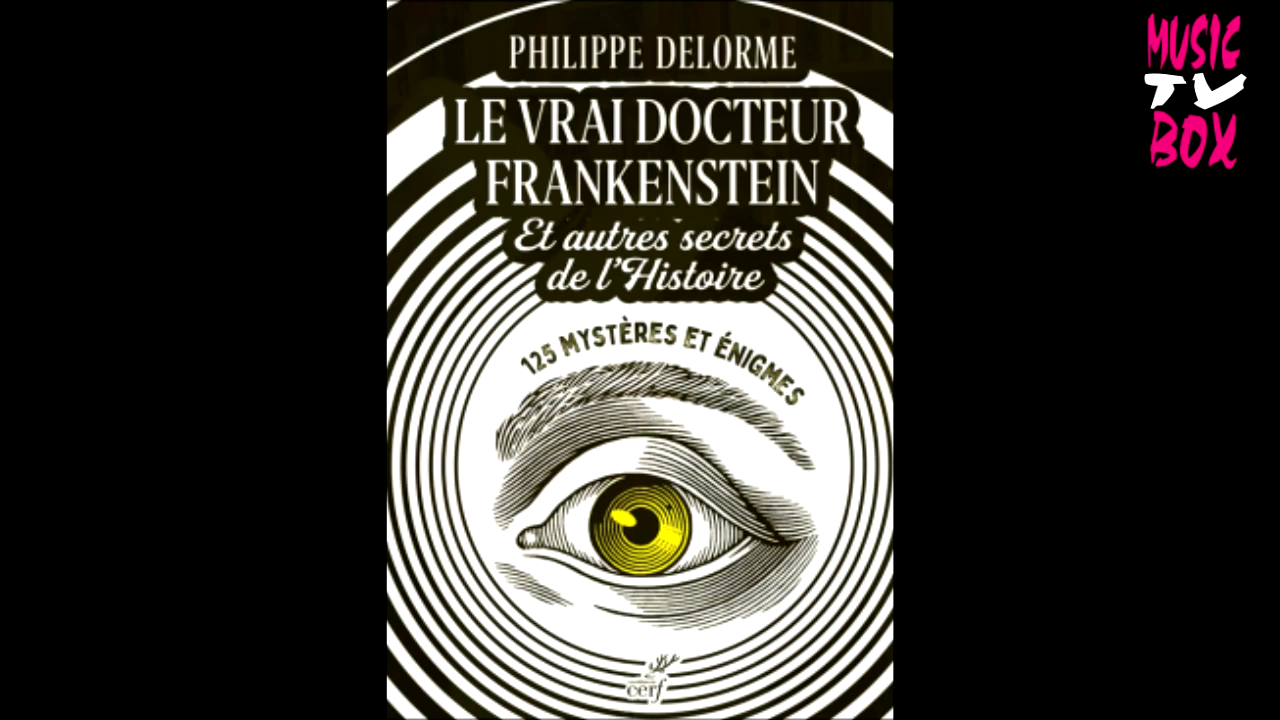 PHILIPPE DELORME
LE VRAI DOCTEUR
FRANKENSTEIN
Et autres secrets
de l'Histoire
125 MYSTÈRES ET ÉNIGMES
cerf
MUSIC
TV
BOX